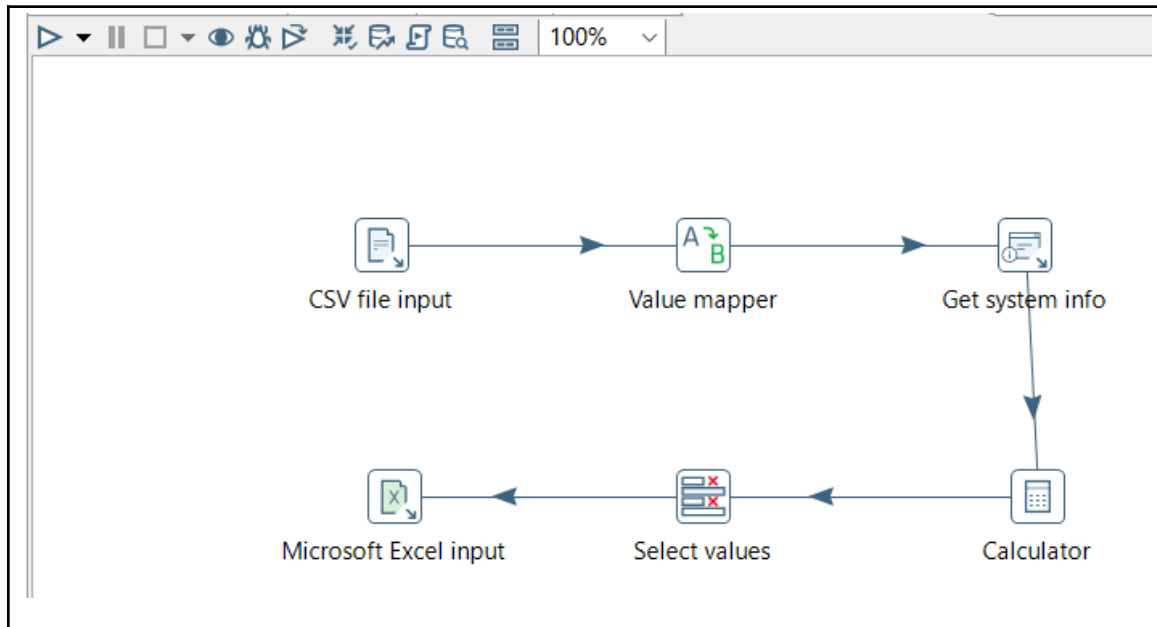 100%
CSV file input
Value mapper
Get system info
Microsoft Excel input
Select values
Calculator